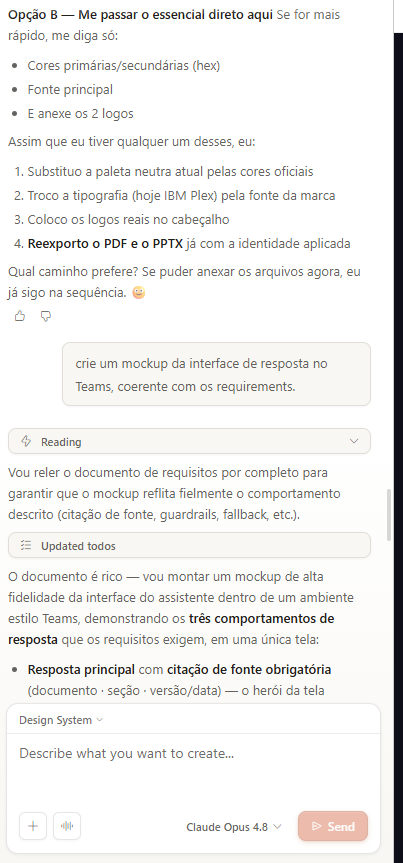 Opção B — Me passar o essencial direto aqui Se for mais
rápido, me diga só:
• Cores primárias/secundárias (hex)
• Fonte principal
• E anexe os 2 logos
Assim que eu tiver qualquer um desses, eu:
1. Substituo a paleta neutra atual pelas cores oficiais
2. Troco a tipografia (hoje IBM Plex) pela fonte da marca
3. Coloco os logos reais no cabeçalho
4. Reexporto o PDF e o PPTX já com a identidade aplicada
Qual caminho prefere? Se puder anexar os arquivos agora, eu
já sigo na sequência. 😊
crie um mockup da interface de resposta no
Teams, coerente com os requirements.
Reading
Vou reler o documento de requisitos por completo para
garantir que o mockup reflita fielmente o comportamento
descrito (citação de fonte, guardrails, fallback, etc.).
Updated todos
O documento é rico — vou montar um mockup de alta
fidelidade da interface do assistente dentro de um ambiente
estilo Teams, demonstrando os três comportamentos de
resposta que os requisitos exigem, em uma única tela:
• Resposta principal com citação de fonte obrigatória
(documento · seção · versão/data) — o herói da tela
Design System
Describe what you want to create...
Claude Opus 4.8
Send